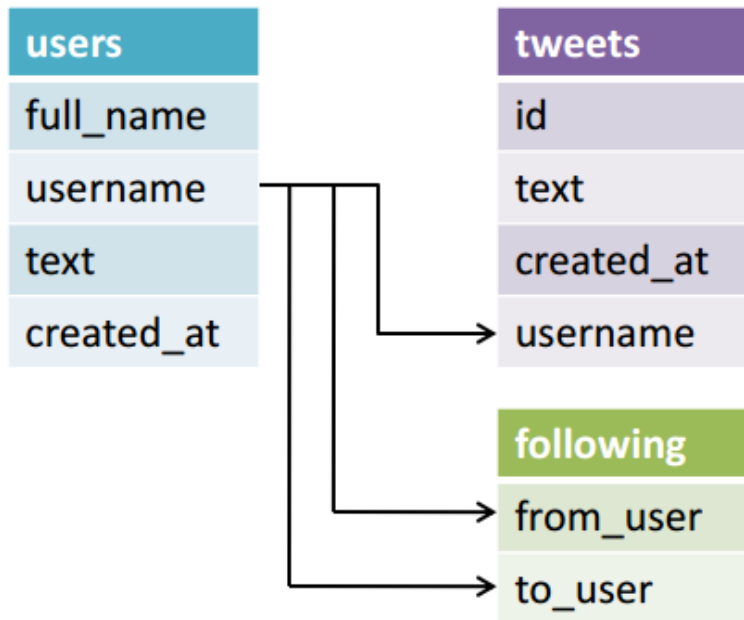 users
full_name
username
text
created_at
tweets
id
text
created_at
username
following
from_user
to_user